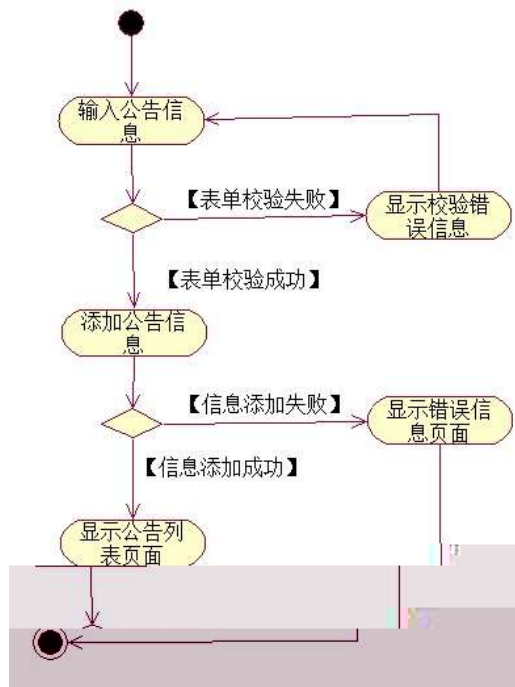 输入公告信
息
【表单校验失败】
显示校验错
误信息
【表单校验成功】
添加公告信
息
【信息添加失败】
显示错误信
息页面
【信息添加成功】
显示公告列
表页面